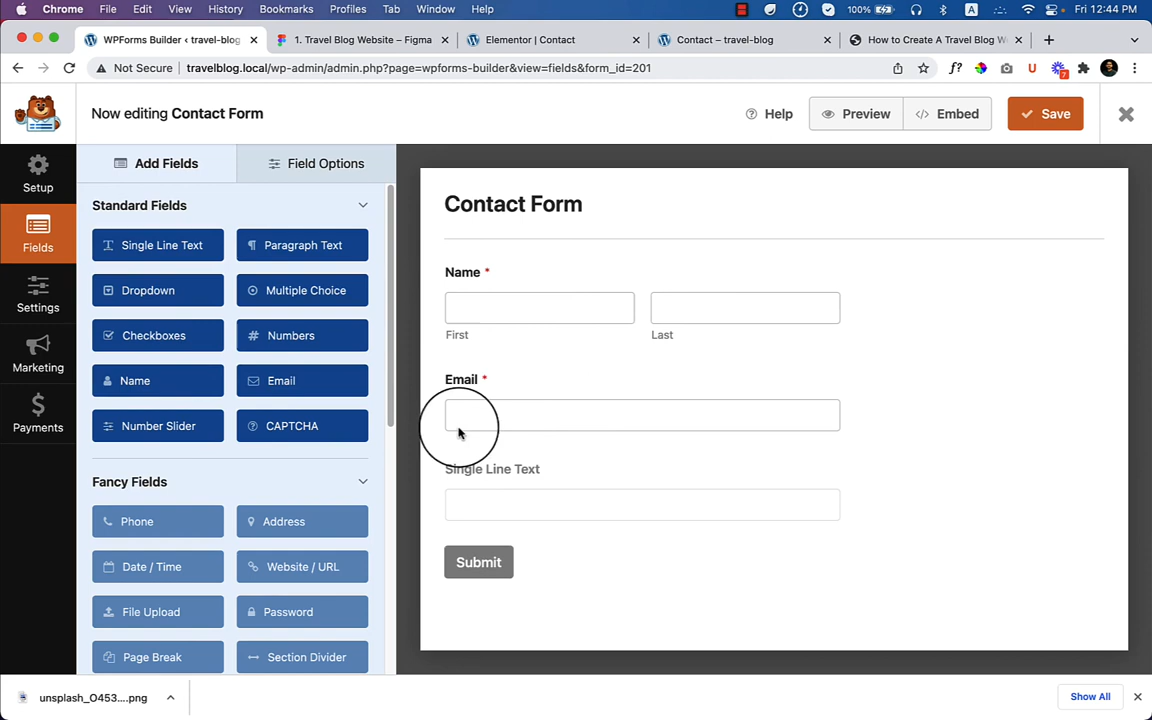 Chrome File Edit View History Bookmarks Profiles Tab Window Help 100% A Fri 12:44 PM
WPForms Builder ‹ travel-blog 1. Travel Blog Website – Figma Elementor | Contact Contact – travel-blog How to Create A Travel Blog W
Not Secure travelblog.local/wp-admin/admin.php?page=wpforms-builder&view=fields&form_id=201 f? U 7
Now editing Contact Form Help Preview Embed Save
Setup
Fields
Settings
Marketing
Payments
Add Fields Field Options
Standard Fields
Single Line Text Paragraph Text
Dropdown Multiple Choice
Checkboxes Numbers
Name Email
Number Slider CAPTCHA
Fancy Fields
Phone Address
Date / Time Website / URL
File Upload Password
Page Break Section Divider
Contact Form
Name *
First Last
Email *
Single Line Text
Submit
unsplash_O453....png Show All